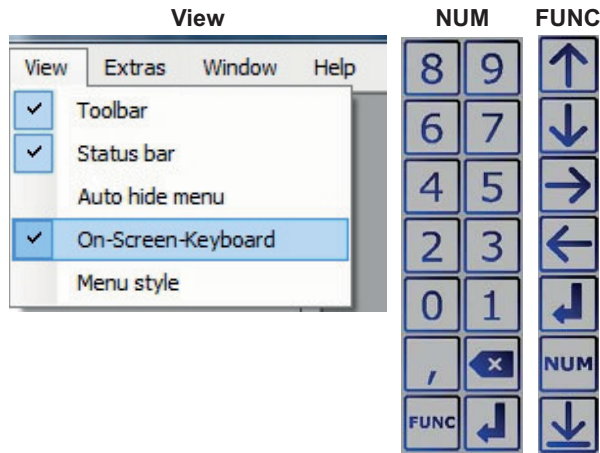 View NUM FUNC
View Extras Window Help
Toolbar
Status bar
Auto hide menu
On-Screen-Keyboard
Menu style
8 9
6 7
4 5
2 3
0 1
,
FUNC
NUM